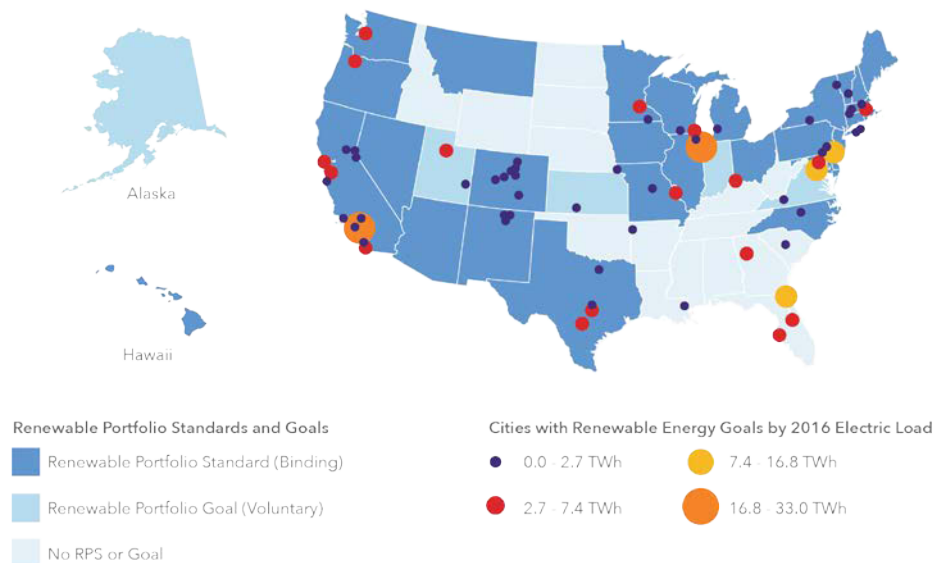 Alaska
Hawaii
Renewable Portfolio Standards and Goals
Renewable Portfolio Standard (Binding)
Renewable Portfolio Goal (Voluntary)
No RPS or Goal
Cities with Renewable Energy Goals by 2016 Electric Load
0.0 - 2.7 TWh
2.7 - 7.4 TWh
7.4 - 16.8 TWh
16.8 - 33.0 TWh